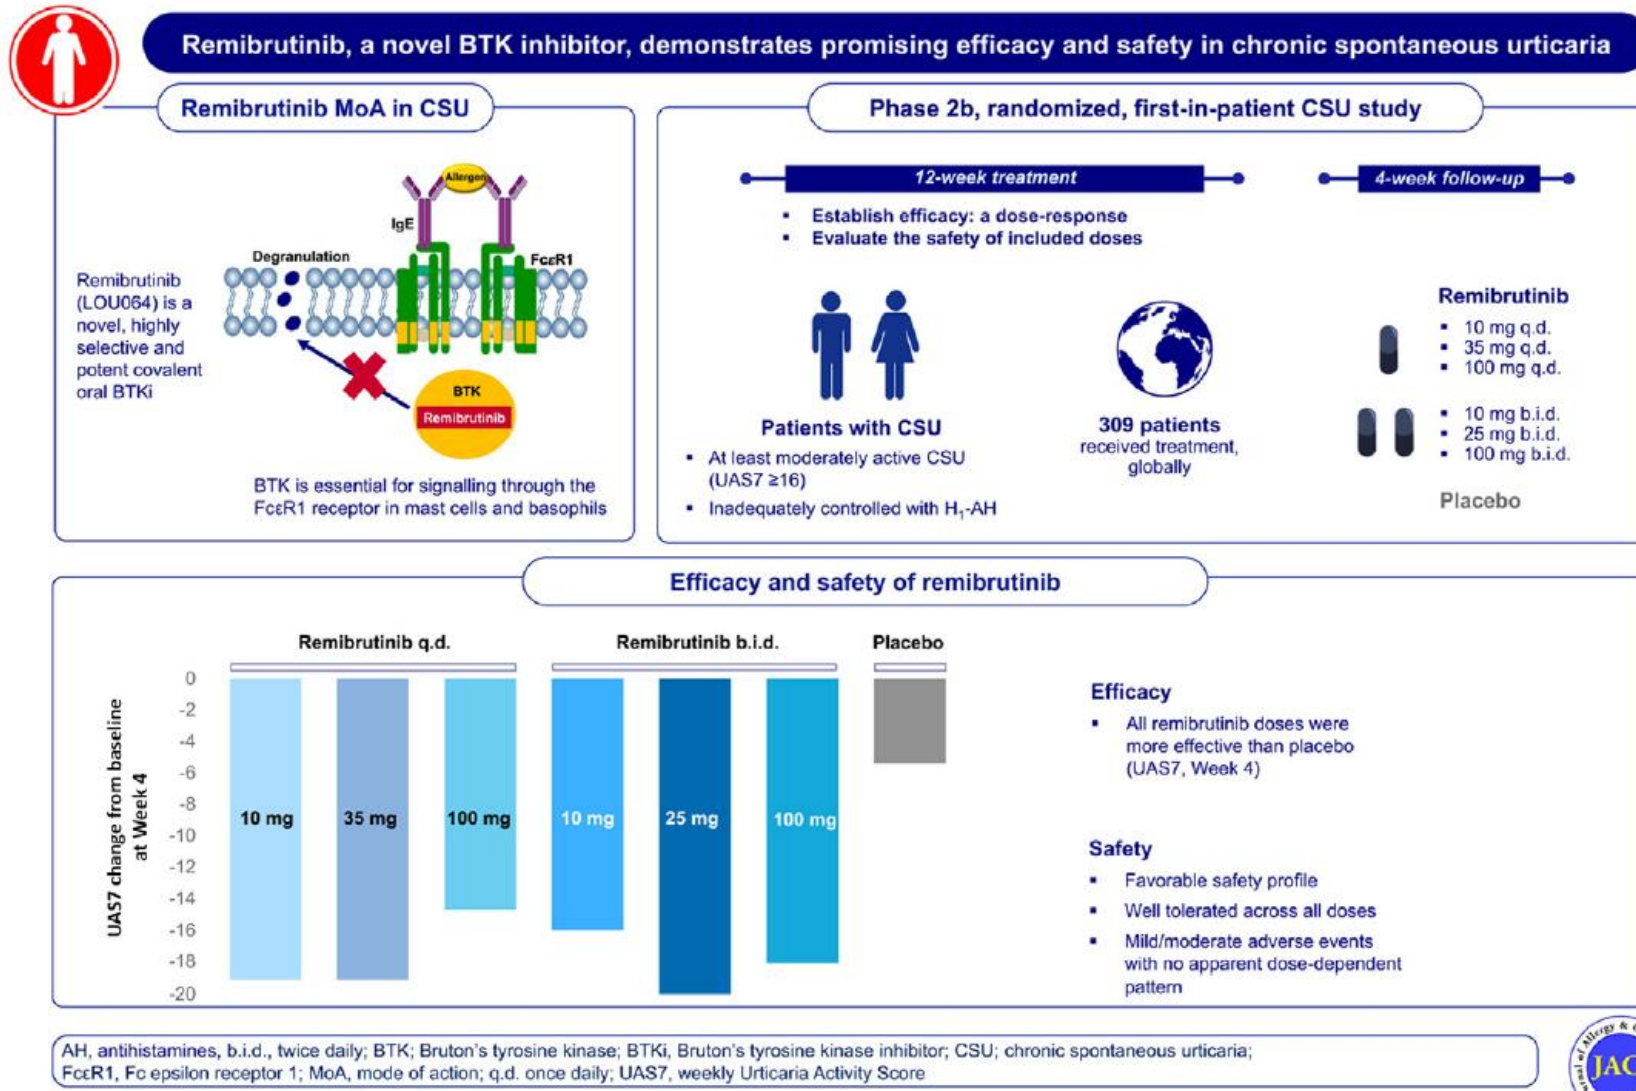 Remibrutinib, a novel BTK inhibitor, demonstrates promising efficacy and safety in chronic spontaneous urticaria
Remibrutinib MoA in CSU
Allergen
IgE
Degranulation
FcεR1
Remibrutinib
(LOU064) is a
novel, highly
selective and
potent covalent
oral BTKi
BTK
Remibrutinib
BTK is essential for signalling through the
FcεR1 receptor in mast cells and basophils
Phase 2b, randomized, first-in-patient CSU study
12-week treatment
4-week follow-up
▪ Establish efficacy: a dose-response
▪ Evaluate the safety of included doses
Patients with CSU
▪ At least moderately active CSU
(UAS7 ≥16)
▪ Inadequately controlled with H₁-AH
309 patients
received treatment,
globally
Remibrutinib
▪ 10 mg q.d.
▪ 35 mg q.d.
▪ 100 mg q.d.
▪ 10 mg b.i.d.
▪ 25 mg b.i.d.
▪ 100 mg b.i.d.
Placebo
Efficacy and safety of remibrutinib
Remibrutinib q.d.
Remibrutinib b.i.d.
Placebo
UAS7 change from baseline
at Week 4
0
-2
-4
-6
-8
-10
-12
-14
-16
-18
-20
10 mg
35 mg
100 mg
10 mg
25 mg
100 mg
Efficacy
▪ All remibrutinib doses were
more effective than placebo
(UAS7, Week 4)
Safety
▪ Favorable safety profile
▪ Well tolerated across all doses
▪ Mild/moderate adverse events
with no apparent dose-dependent
pattern
AH, antihistamines, b.i.d., twice daily; BTK; Bruton's tyrosine kinase; BTKi, Bruton's tyrosine kinase inhibitor; CSU; chronic spontaneous urticaria;
FcεR1, Fc epsilon receptor 1; MoA, mode of action; q.d. once daily; UAS7, weekly Urticaria Activity Score
of Allergy &
JAC